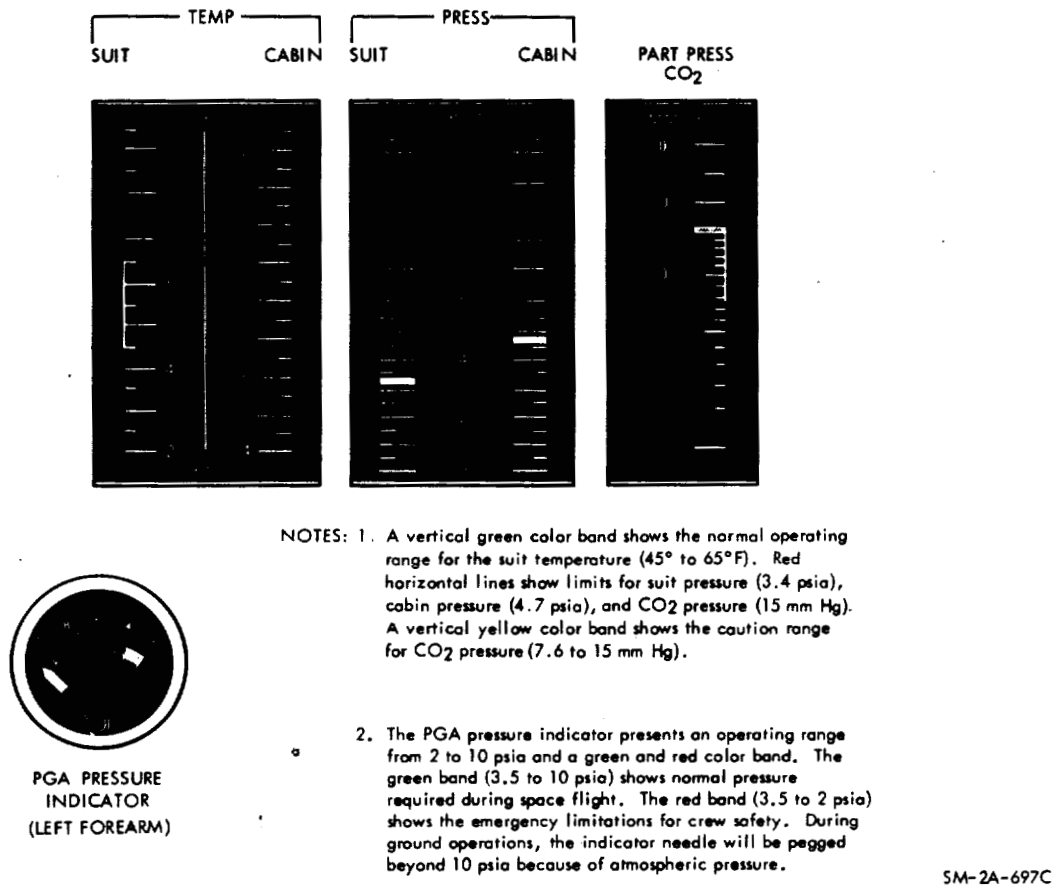 TEMP
PRESS
SUIT
CABIN
SUIT
CABIN
PART PRESS
CO2
NOTES: 1. A vertical green color band shows the normal operating
range for the suit temperature (45° to 65°F). Red
horizontal lines show limits for suit pressure (3.4 psia),
cabin pressure (4.7 psia), and CO2 pressure (15 mm Hg).
A vertical yellow color band shows the caution range
for CO2 pressure (7.6 to 15 mm Hg).
2. The PGA pressure indicator presents an operating range
from 2 to 10 psia and a green and red color band. The
green band (3.5 to 10 psia) shows normal pressure
required during space flight. The red band (3.5 to 2 psia)
shows the emergency limitations for crew safety. During
ground operations, the indicator needle will be pegged
beyond 10 psia because of atmospheric pressure.
PGA PRESSURE
INDICATOR
(LEFT FOREARM)
SM-2A-697C